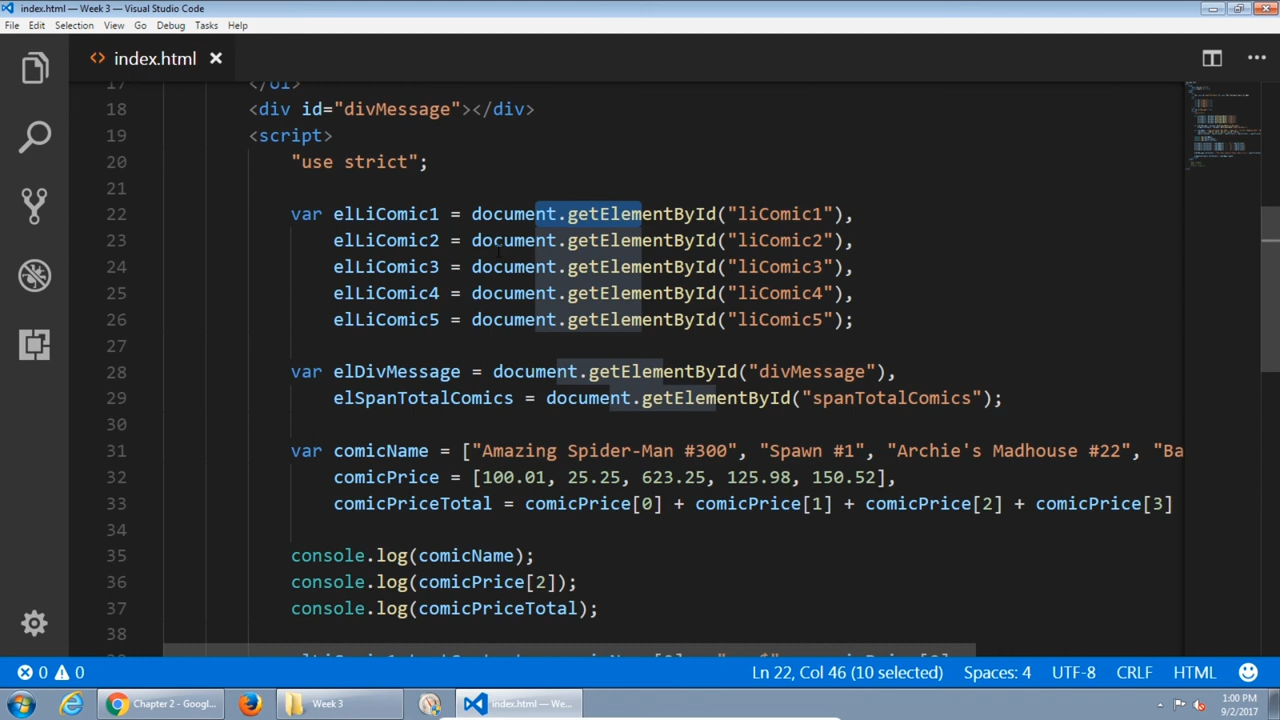 index.html — Week 3 — Visual Studio Code
File Edit Selection View Go Debug Tasks Help
<> index.html ×
17 </ol>
18 <div id="divMessage"></div>
19 <script>
20 "use strict";
21
22 var elLiComic1 = document.getElementById("liComic1"),
23 elLiComic2 = document.getElementById("liComic2"),
24 elLiComic3 = document.getElementById("liComic3"),
25 elLiComic4 = document.getElementById("liComic4"),
26 elLiComic5 = document.getElementById("liComic5");
27
28 var elDivMessage = document.getElementById("divMessage"),
29 elSpanTotalComics = document.getElementById("spanTotalComics");
30
31 var comicName = ["Amazing Spider-Man #300", "Spawn #1", "Archie's Madhouse #22", "Ba
32 comicPrice = [100.01, 25.25, 623.25, 125.98, 150.52],
33 comicPriceTotal = comicPrice[0] + comicPrice[1] + comicPrice[2] + comicPrice[3]
34
35 console.log(comicName);
36 console.log(comicPrice[2]);
37 console.log(comicPriceTotal);
38
0 0 Ln 22, Col 46 (10 selected) Spaces: 4 UTF-8 CRLF HTML
Chapter 2 - Googl... Week 3 index.html — We... 1:00 PM
9/2/2017